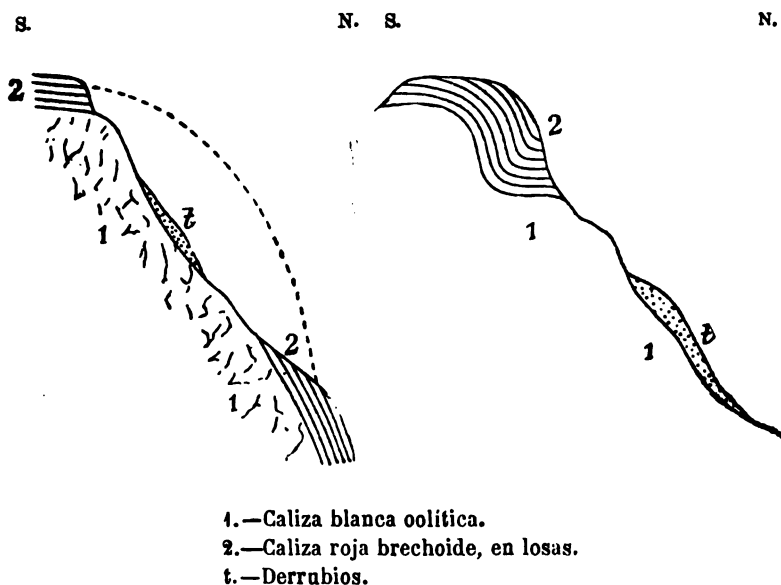 S. N. S. N.
2 2
1 t 1
t
2 1
1
1.—Caliza blanca oolítica.
2.—Caliza roja brechoide, en losas.
t.—Derrubios.